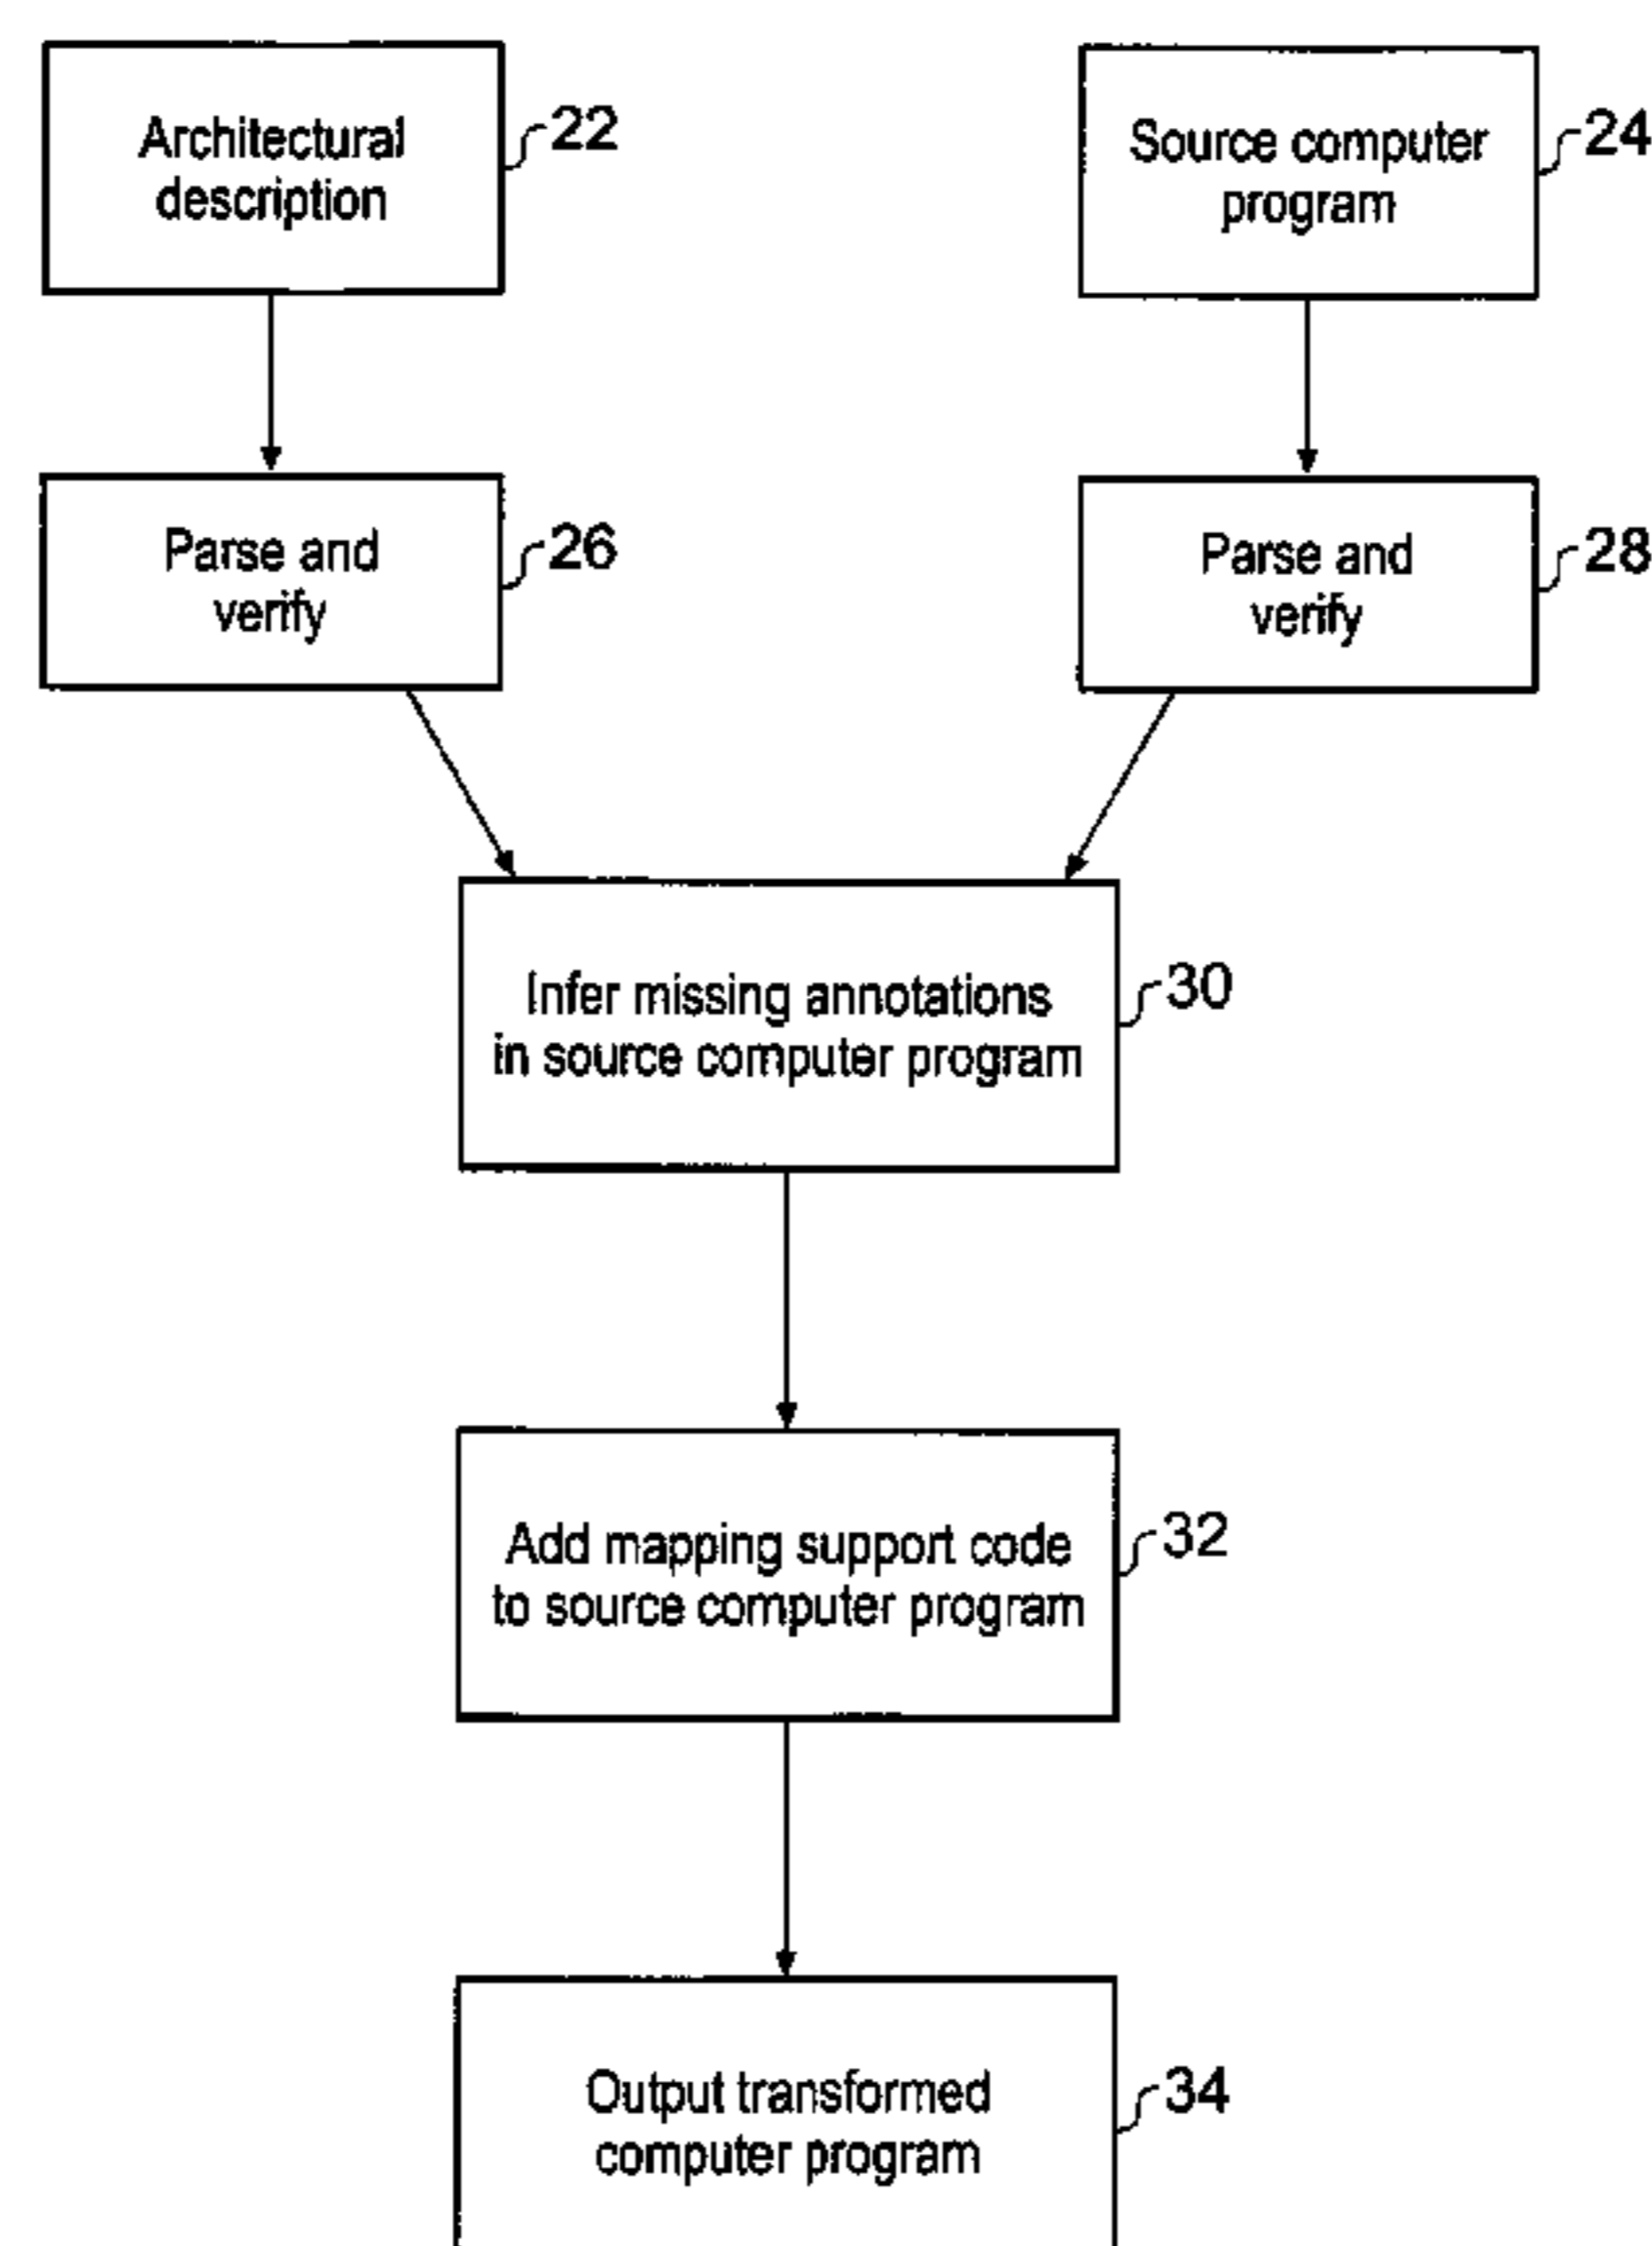 Architectural
description
22
Source computer
program
24
Parse and
verify
26
Parse and
verify
28
Infer missing annotations
in source computer program
30
Add mapping support code
to source computer program
32
Output transformed
computer program
34